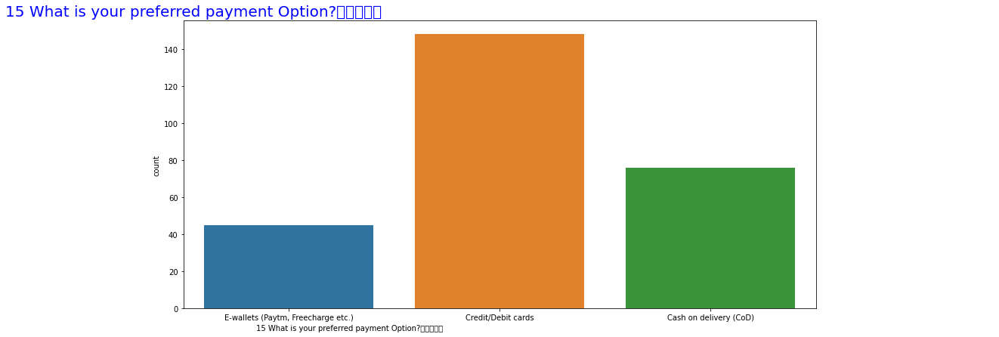 15 What is your preferred payment Option?
140
120
100
80
60
40
20
0
count
E-wallets (Paytm, Freecharge etc.) Credit/Debit cards Cash on delivery (CoD)
15 What is your preferred payment Option?